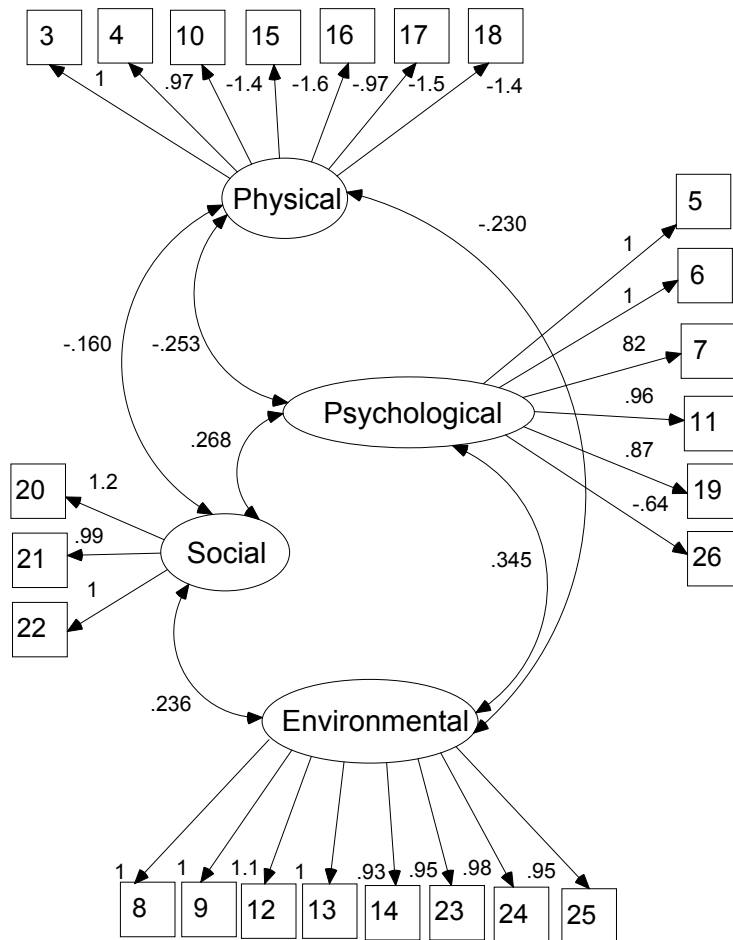 3 4 10 15 16 17 18
1 .97 -1.4 -1.6 -.97 -1.5 -1.4
Physical
5
-.230
1
6
1
-.160 -.253 82 7
Psychological .96 11
.268 .87
20 1.2 19
-.64
21 .99 Social .345 26
1
22
.236 Environmental
1 1 1.1 1 .93 .95 .98 .95
8 9 12 13 14 23 24 25